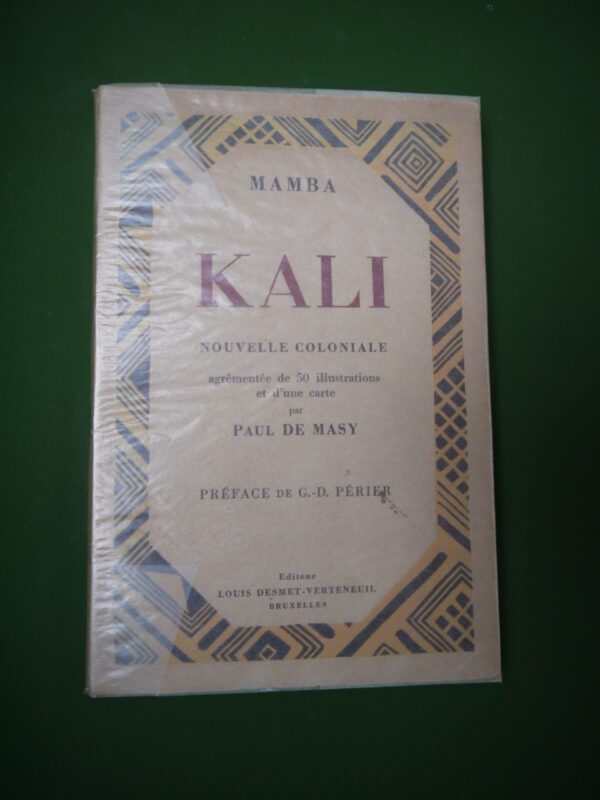 MAMBA
KALI
NOUVELLE COLONIALE
agrémentée de 50 illustrations
et d'une carte
par
PAUL DE MASY
PRÉFACE DE G.-D. PÉRIER
Editeur
LOUIS DESMET-VERTENEUIL
BRUXELLES